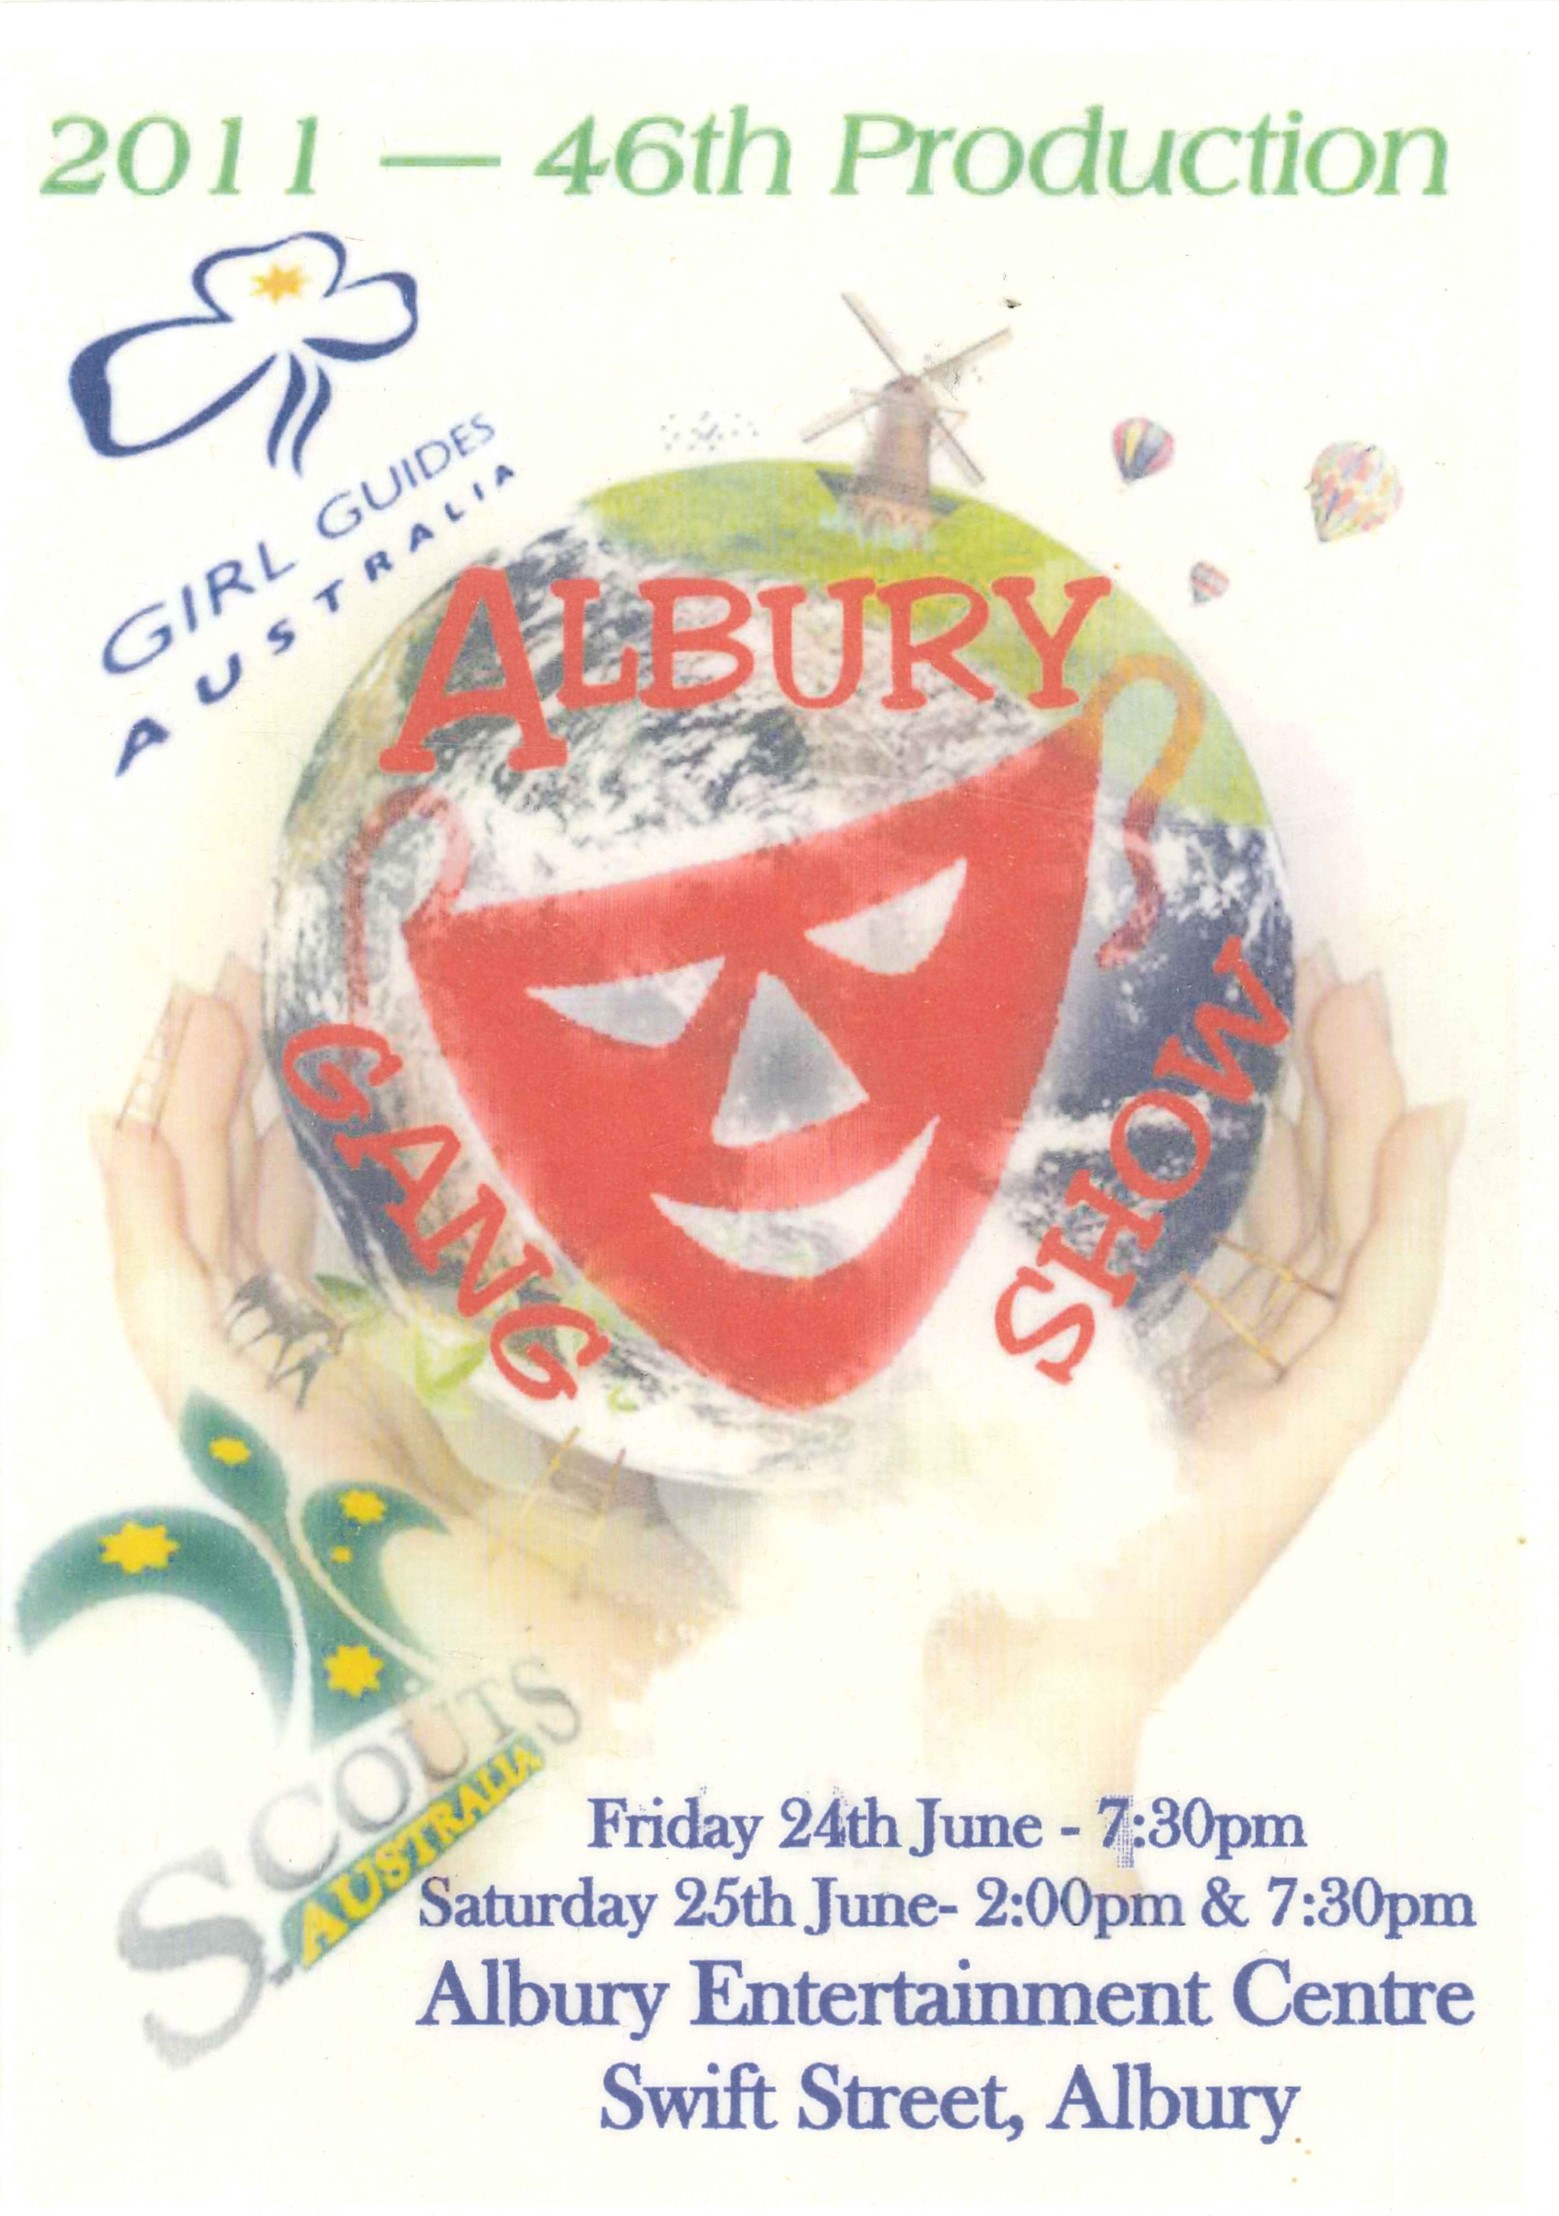 2011 — 46th Production
GIRL GUIDES
AUSTRALIA
ALBURY
GANG
SHOW
SCOUTS
AUSTRALIA
Friday 24th June - 7:30pm
Saturday 25th June- 2:00pm & 7:30pm
Albury Entertainment Centre
Swift Street, Albury